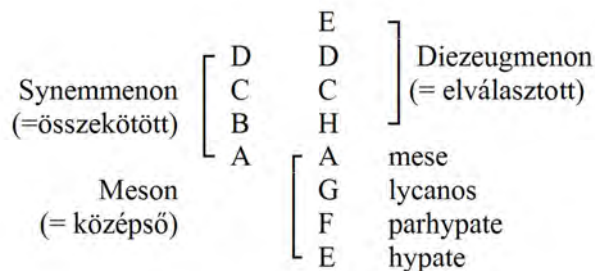 E
D D Diezeugmenon
Synemmenon C C (= elválasztott)
(=összekötött) B H
A A mese
Meson G lycanos
(= középső) F parhypate
E hypate